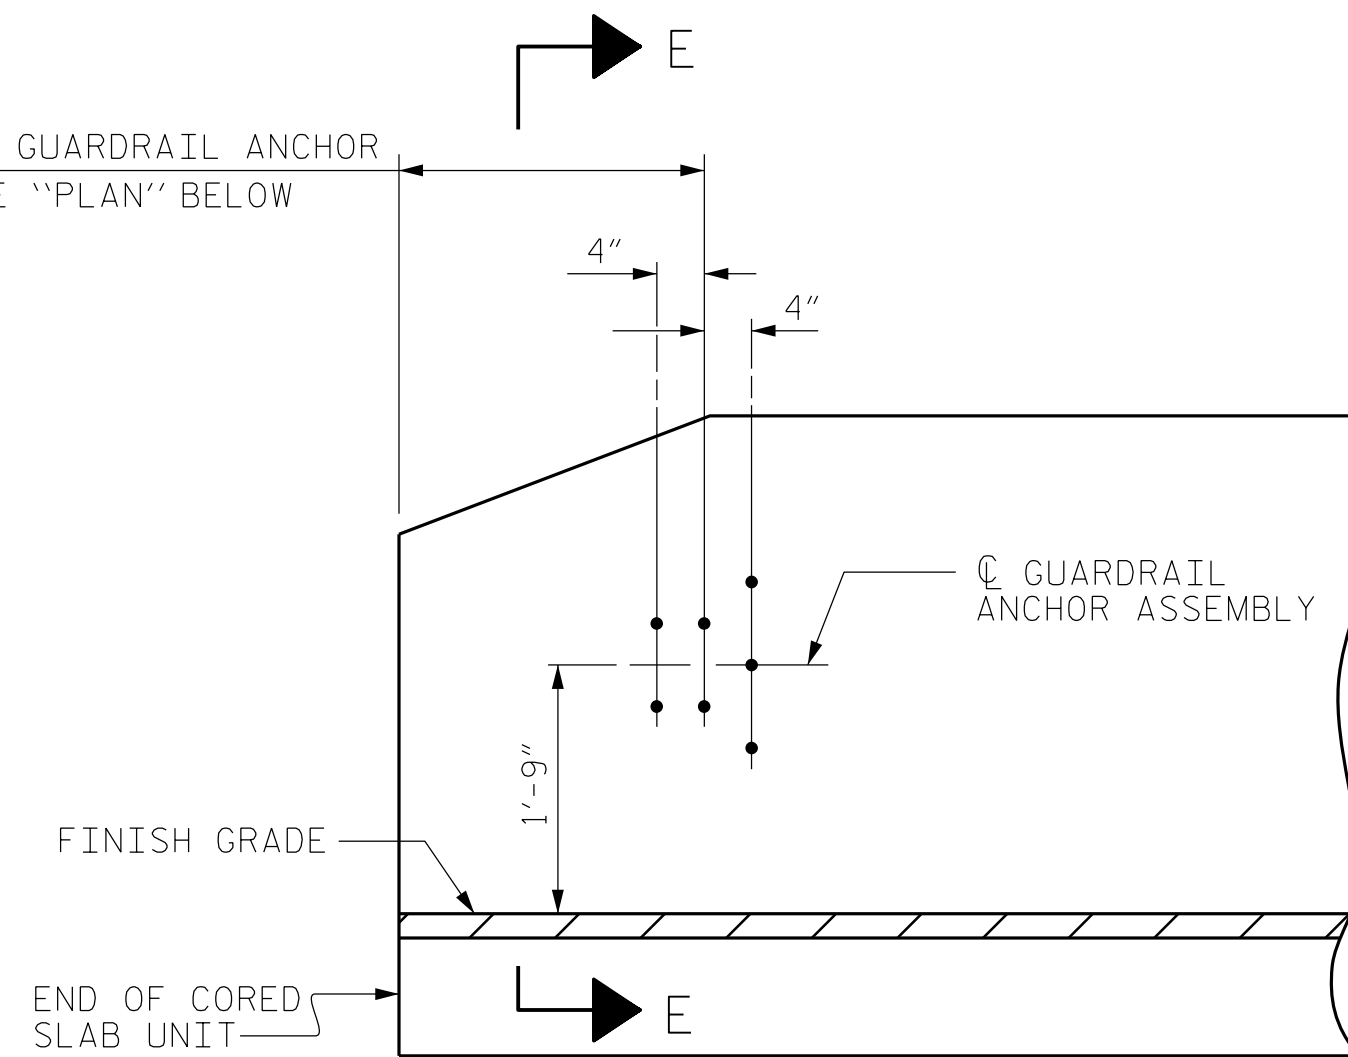 E
GUARDRAIL ANCHOR
"PLAN" BELOW
4"
4"
℄ GUARDRAIL
ANCHOR ASSEMBLY
1'-9"
FINISH GRADE
END OF CORED
SLAB UNIT
E